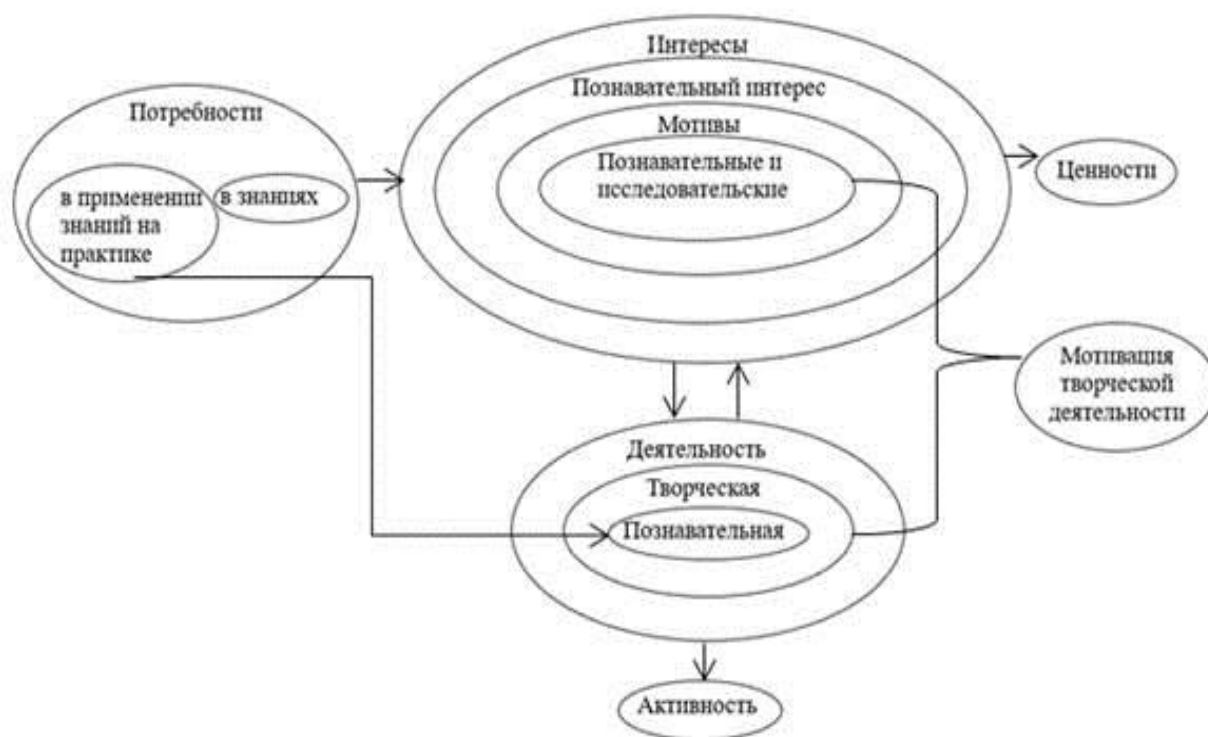 Потребности
в применении
знаний на
практике
в знаниях
Интересы
Познавательный интерес
Мотивы
Познавательные и
исследовательские
Ценности
Мотивация
творческой
деятельности
Деятельность
Творческая
Познавательная
Активность